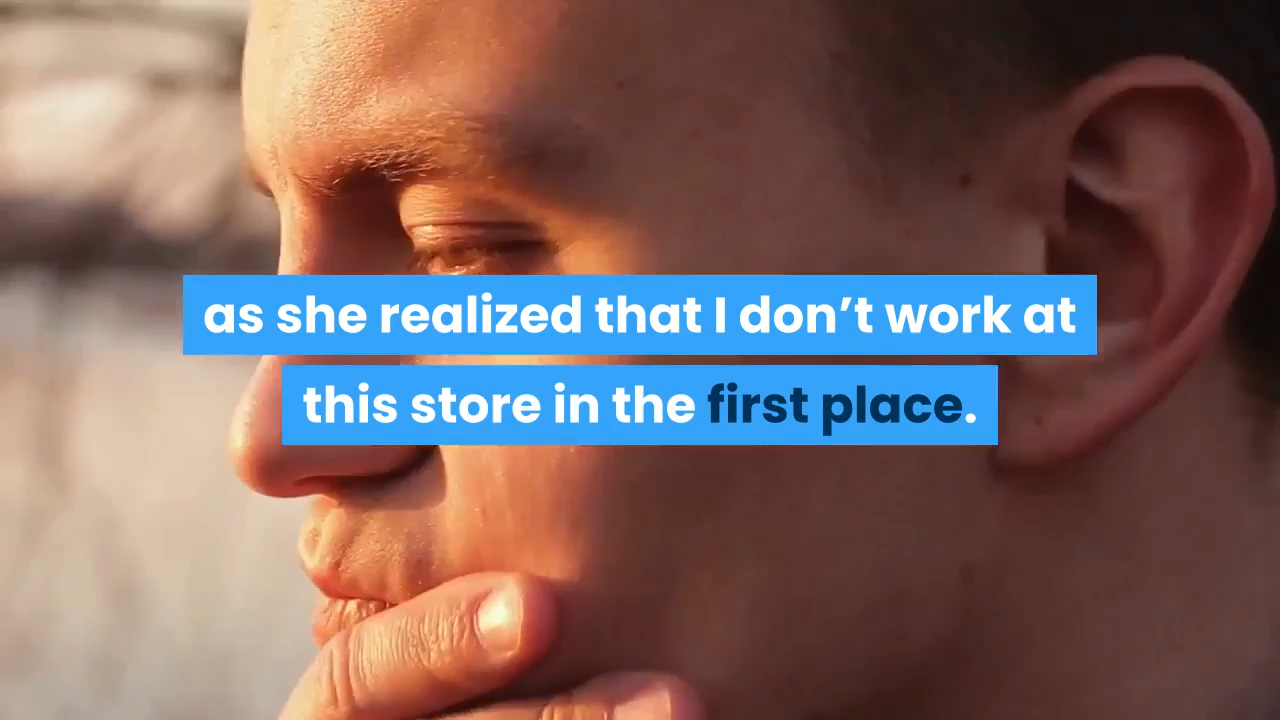 as she realized that I don’t work at
this store in the first place.